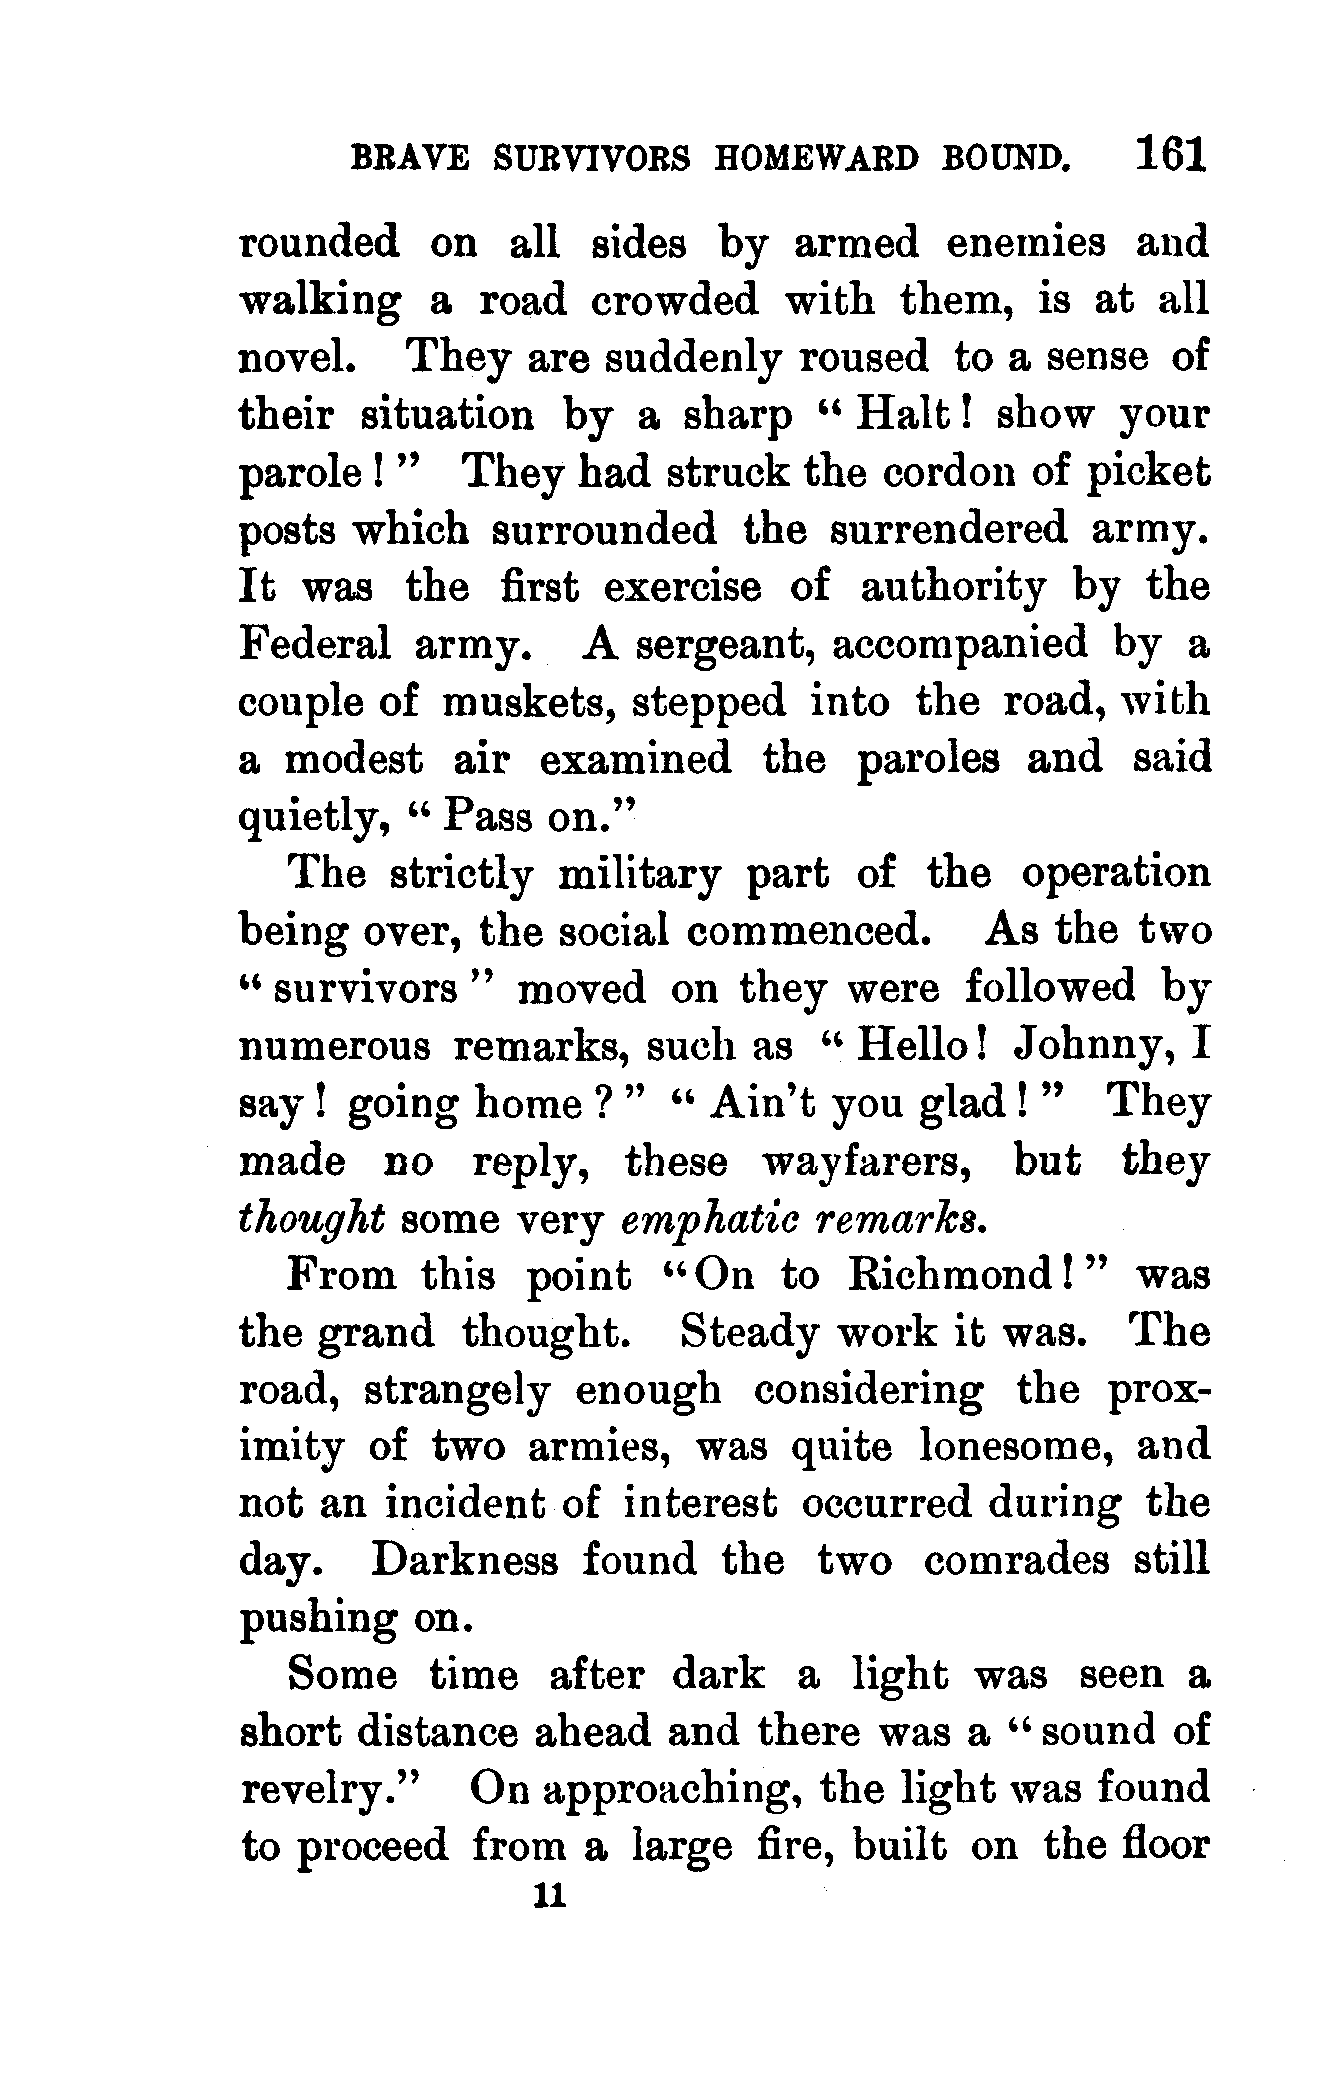 BRAVE SURVIVORS HOMEWARD BOUND. 161
rounded on all sides by armed enemies and
walking a road crowded with them, is at all
novel. They are suddenly roused to a sense of
their situation by a sharp “ Halt! show your
parole ! ” They had struck the cordon of picket
posts which surrounded the surrendered army.
It was the first exercise of authority by the
Federal army. A sergeant, accompanied by a
couple of muskets, stepped into the road, with
a modest air examined the paroles and said
quietly, “ Pass on.”
The strictly military part of the operation
being over, the social commenced. As the two
“ survivors ” moved on they were followed by
numerous remarks, such as “ Hello! Johnny, I
say ! going home ? ” “ Ain’t you glad ! ” They
made no reply, these wayfarers, but they
thought some very emphatic remarks.
From this point “On to Richmond!” was
the grand thought. Steady work it was. The
road, strangely enough considering the prox-
imity of two armies, was quite lonesome, and
not an incident of interest occurred during the
day. Darkness found the two comrades still
pushing on.
Some time after dark a light was seen a
short distance ahead and there was a “ sound of
revelry.” On approaching, the light was found
to proceed from a large fire, built on the floor
11